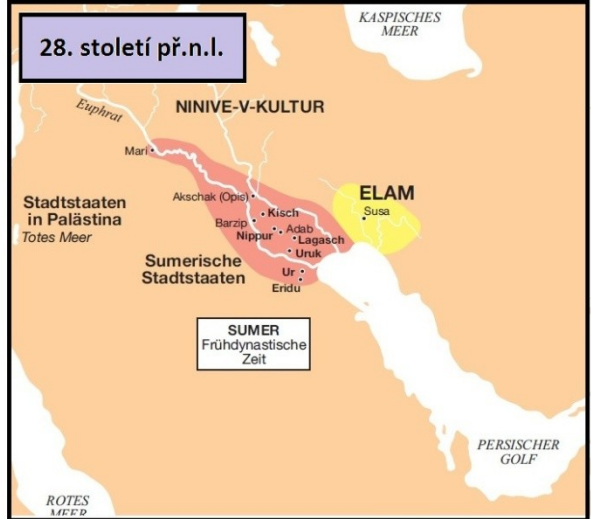 28. století př.n.l.
KASPISCHES
MEER
Euphrat
NINIVE-V-KULTUR
Mari
Akschak (Opis)
ELAM
Susa
Stadtstaaten
in Palästina
Totes Meer
Kisch
Barzip
Adab
Nippur
Lagasch
Uruk
Sumerische
Stadtstaaten
Ur
Eridu
SUMER
Frühdynastische
Zeit
PERSISCHER
GOLF
ROTES
MEER